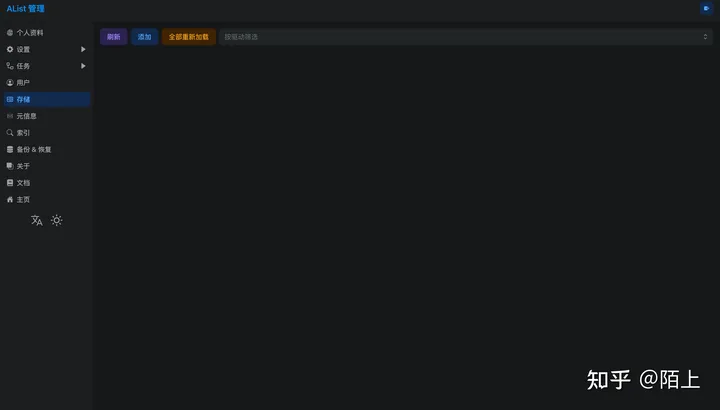 AList 管理
个人资料
设置
任务
用户
存储
元信息
索引
备份 & 恢复
关于
文档
主页
刷新 添加 全部重新加载 按驱动筛选
知乎 @陌上